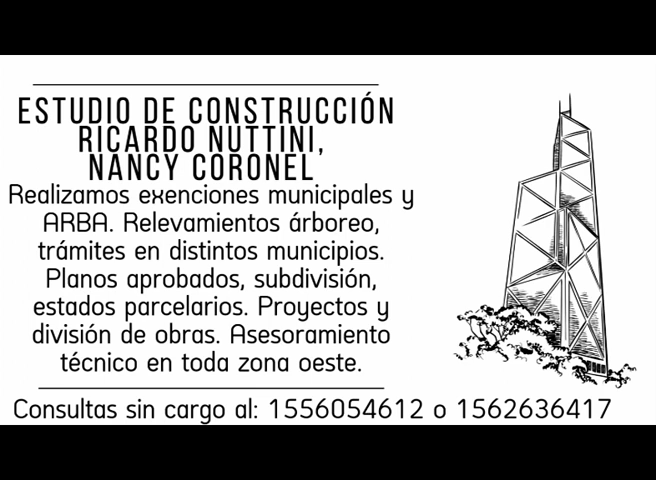 ESTUDIO DE CONSTRUCCIÓN
RICARDO NUTTINI,
NANCY CORONEL
Realizamos exenciones municipales y
ARBA. Relevamientos árboreo,
trámites en distintos municipios.
Planos aprobados, subdivisión,
estados parcelarios. Proyectos y
división de obras. Asesoramiento
técnico en toda zona oeste.
Consultas sin cargo al: 1556054612 o 1562636417